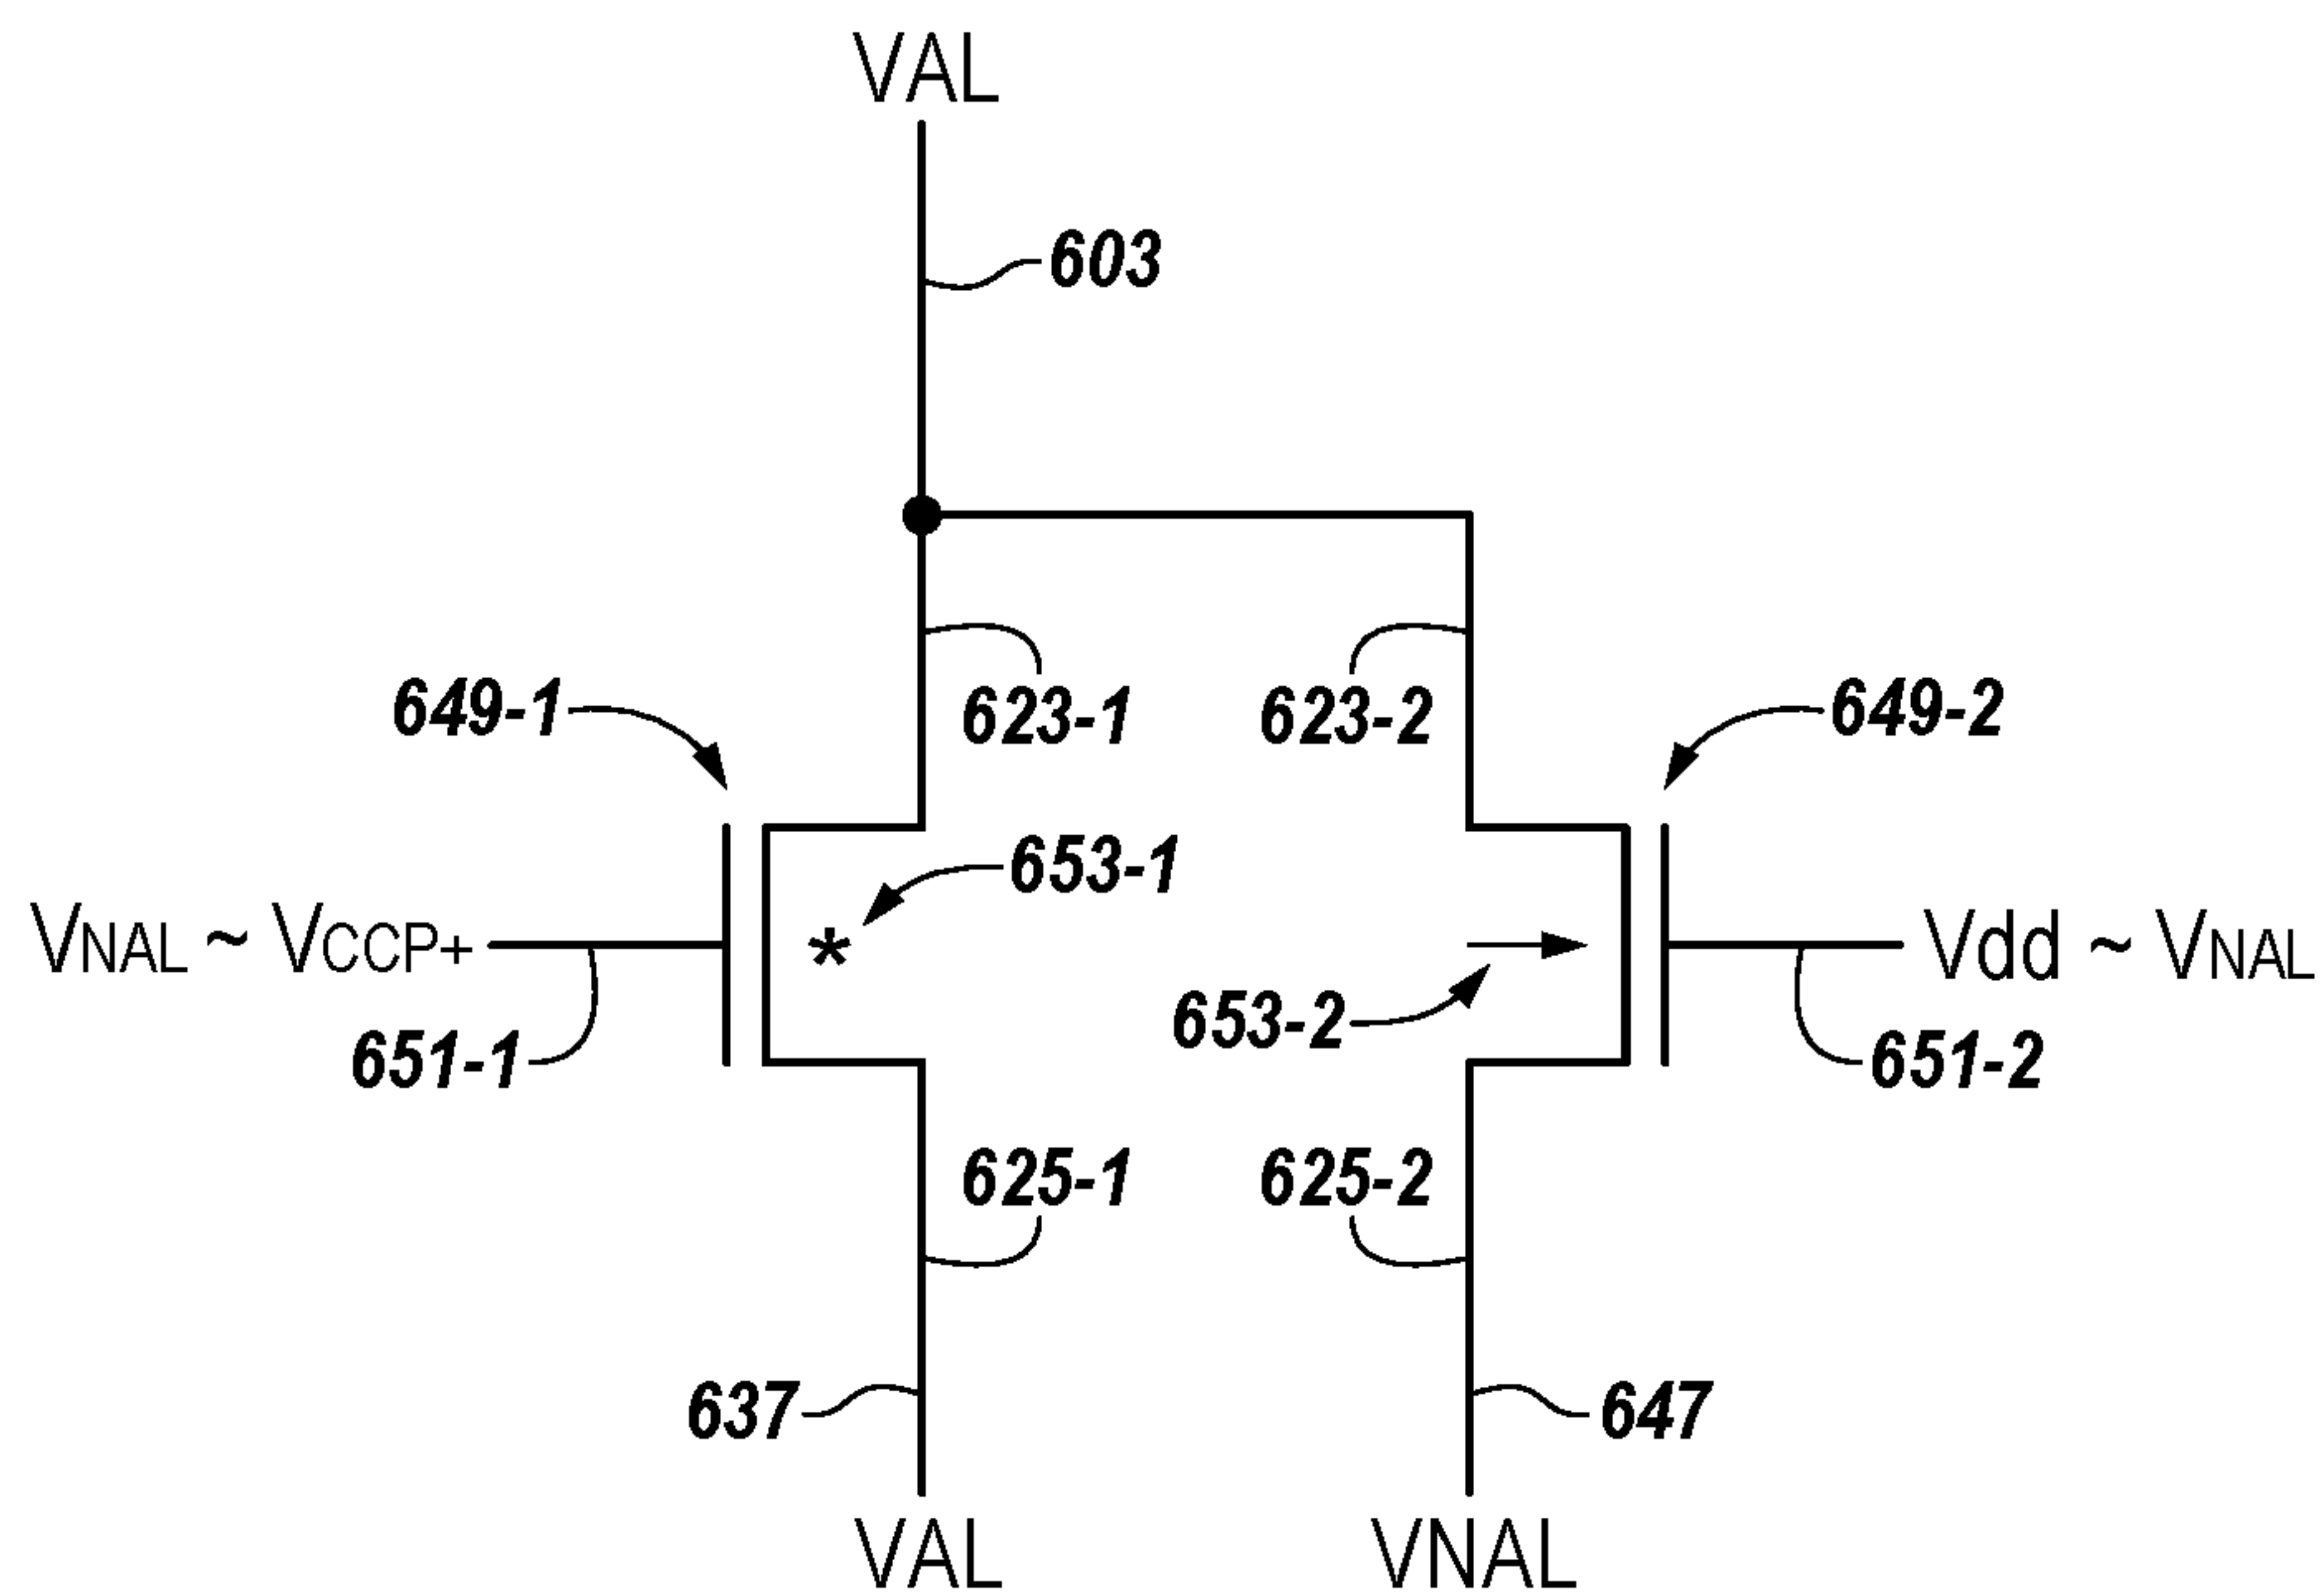 VAL
603
623-1
623-2
649-1
649-2
653-1
VNAL ~ VCCP+
*
Vdd ~ VNAL
653-2
651-1
651-2
625-1
625-2
637
647
VAL
VNAL